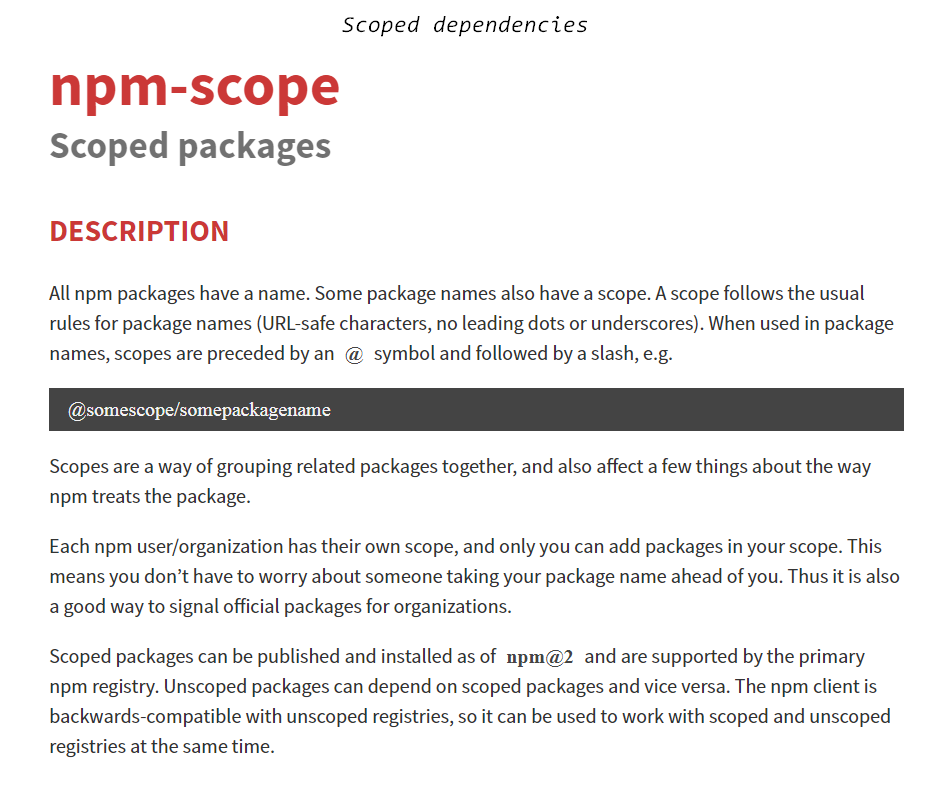 Scoped dependencies
npm-scope
Scoped packages
DESCRIPTION
All npm packages have a name. Some package names also have a scope. A scope follows the usual
rules for package names (URL-safe characters, no leading dots or underscores). When used in package
names, scopes are preceded by an @ symbol and followed by a slash, e.g.
@somescope/somepackagename
Scopes are a way of grouping related packages together, and also affect a few things about the way
npm treats the package.
Each npm user/organization has their own scope, and only you can add packages in your scope. This
means you don’t have to worry about someone taking your package name ahead of you. Thus it is also
a good way to signal official packages for organizations.
Scoped packages can be published and installed as of npm@2 and are supported by the primary
npm registry. Unscoped packages can depend on scoped packages and vice versa. The npm client is
backwards-compatible with unscoped registries, so it can be used to work with scoped and unscoped
registries at the same time.